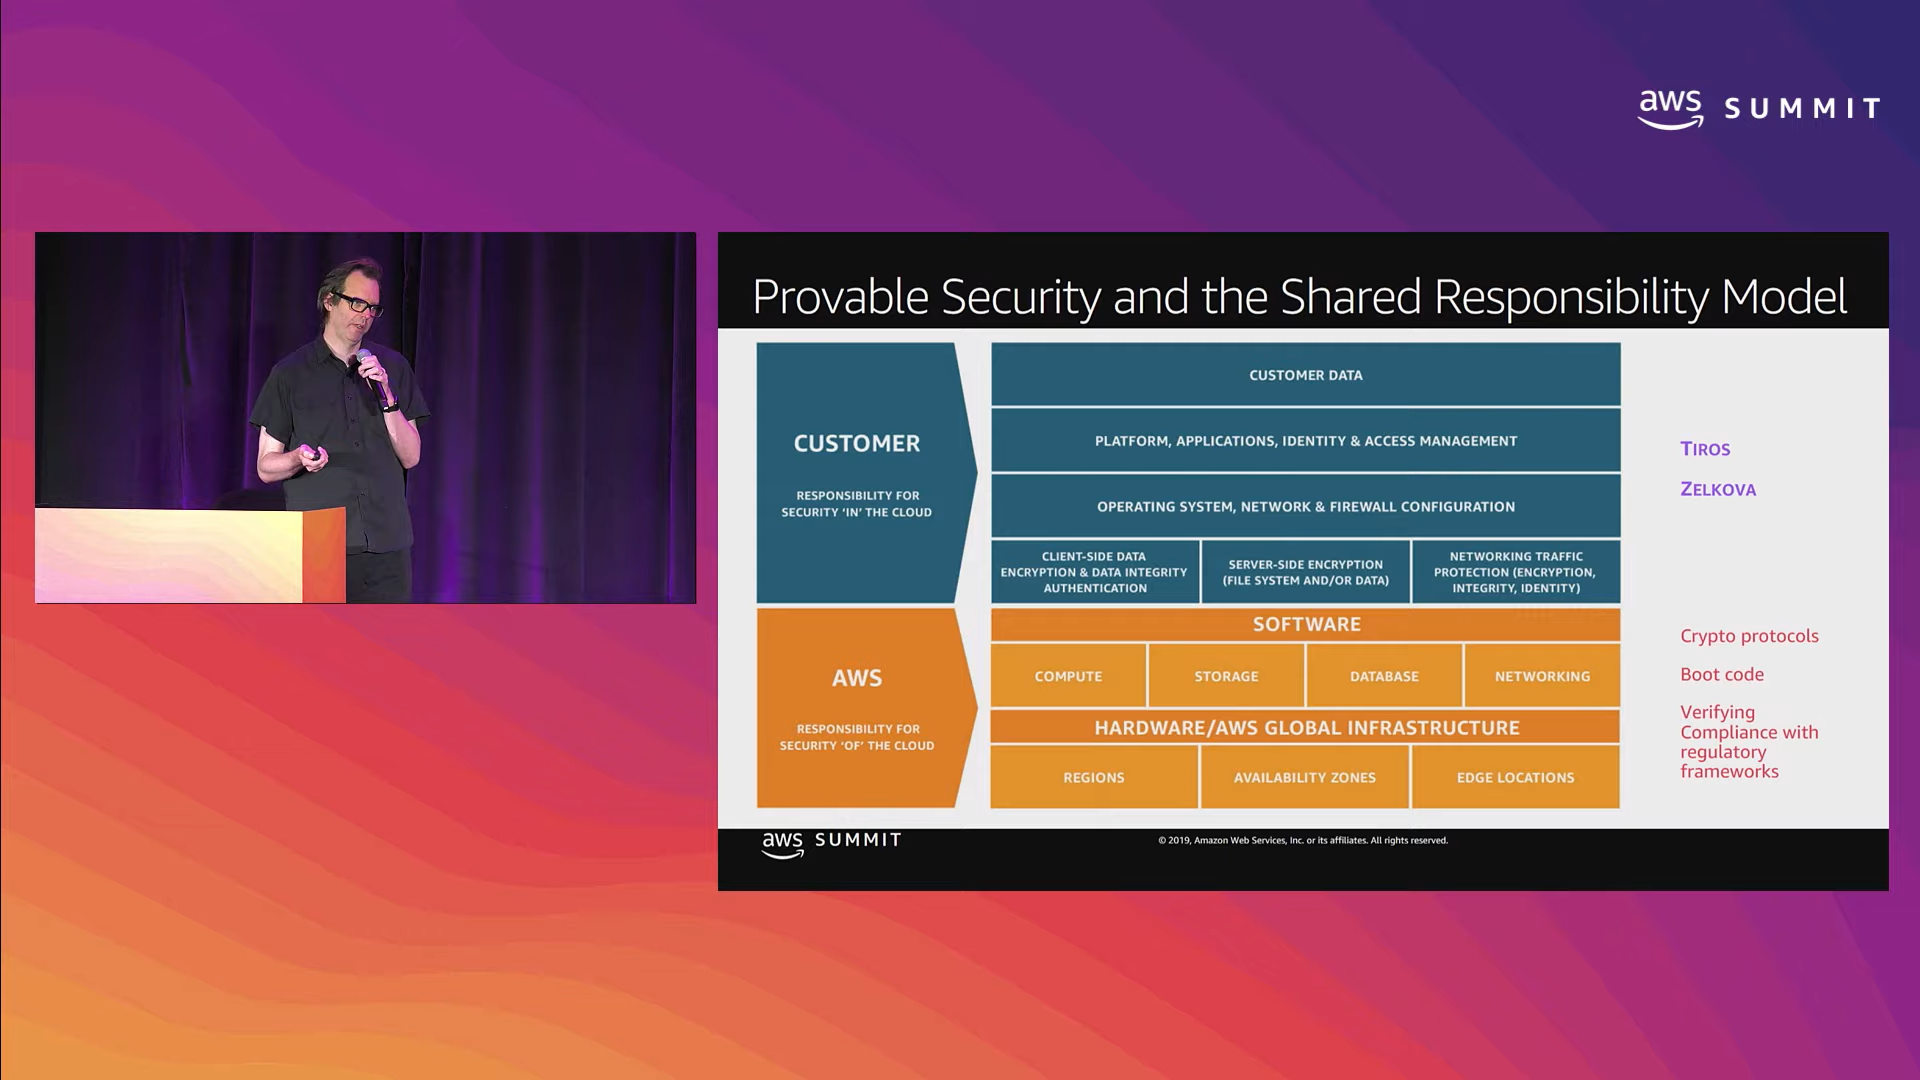 aws SUMMIT
Provable Security and the Shared Responsibility Model
CUSTOMER
RESPONSIBILITY FOR
SECURITY ‘IN’ THE CLOUD
CUSTOMER DATA
PLATFORM, APPLICATIONS, IDENTITY & ACCESS MANAGEMENT
OPERATING SYSTEM, NETWORK & FIREWALL CONFIGURATION
CLIENT-SIDE DATA
ENCRYPTION & DATA INTEGRITY
AUTHENTICATION
SERVER-SIDE ENCRYPTION
(FILE SYSTEM AND/OR DATA)
NETWORKING TRAFFIC
PROTECTION (ENCRYPTION,
INTEGRITY, IDENTITY)
TIROS
ZELKOVA
AWS
RESPONSIBILITY FOR
SECURITY ‘OF’ THE CLOUD
SOFTWARE
COMPUTE
STORAGE
DATABASE
NETWORKING
HARDWARE/AWS GLOBAL INFRASTRUCTURE
REGIONS
AVAILABILITY ZONES
EDGE LOCATIONS
Crypto protocols
Boot code
Verifying
Compliance with
regulatory
frameworks
aws SUMMIT
© 2019, Amazon Web Services, Inc. or its affiliates. All rights reserved.